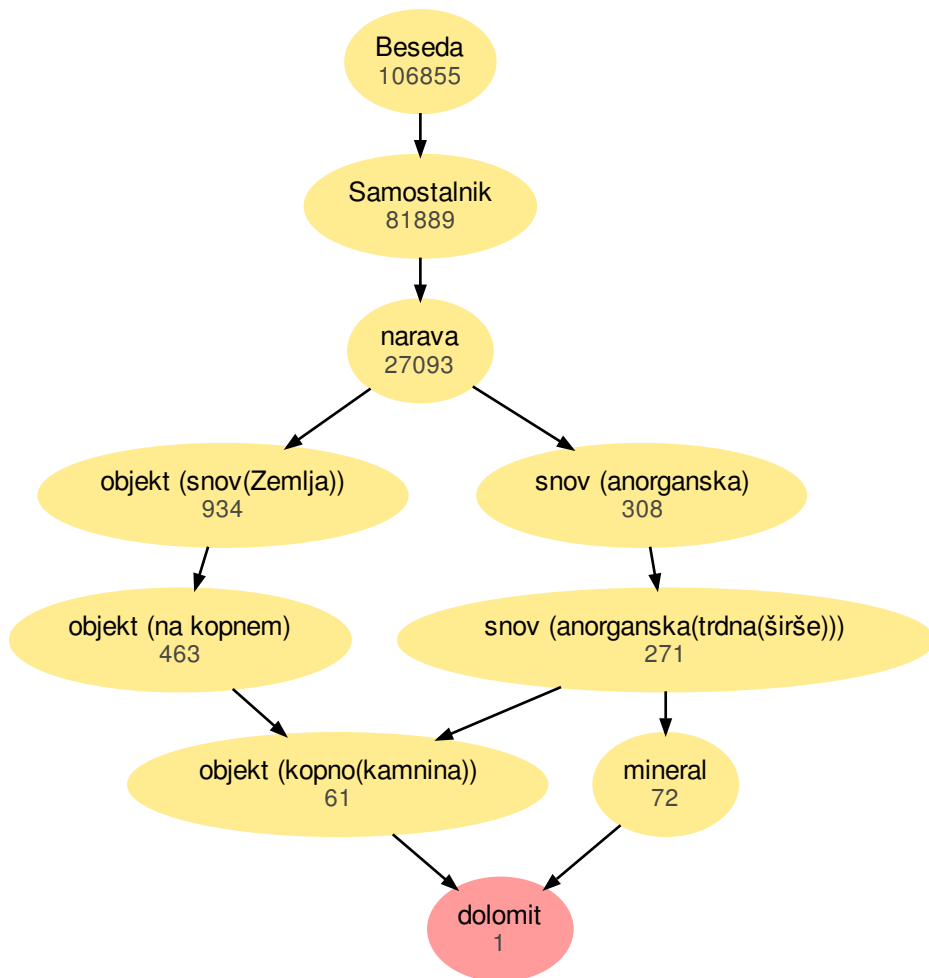 Beseda
106855
Samostalnik
81889
narava
27093
objekt (snov(Zemlja))
934
snov (anorganska)
308
objekt (na kopnem)
463
snov (anorganska(trdna(širše)))
271
objekt (kopno(kamnina))
61
mineral
72
dolomit
1